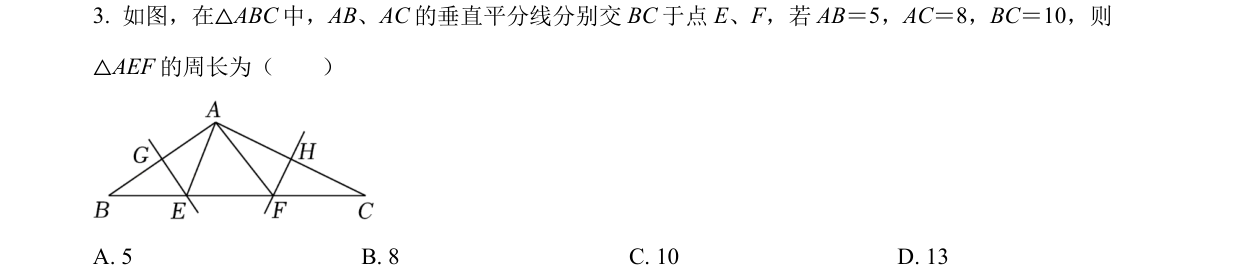 3. 如图，在△ABC中，AB、AC的垂直平分线分别交BC于点E、F，若AB＝5，AC＝8，BC＝10，则
△AEF的周长为（　　）
A
G
H
B
E
F
C
A. 5 B. 8 C. 10 D. 13